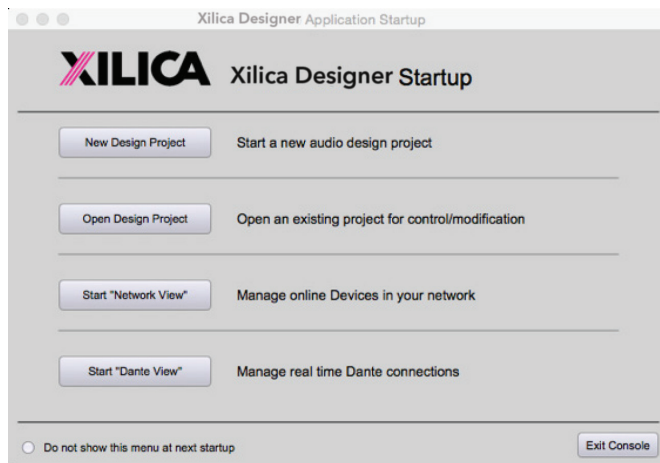 Xilica Designer Application Startup
XILICA Xilica Designer Startup
New Design Project Start a new audio design project
Open Design Project Open an existing project for control/modification
Start "Network View" Manage online Devices in your network
Start "Dante View" Manage real time Dante connections
Do not show this menu at next startup Exit Console